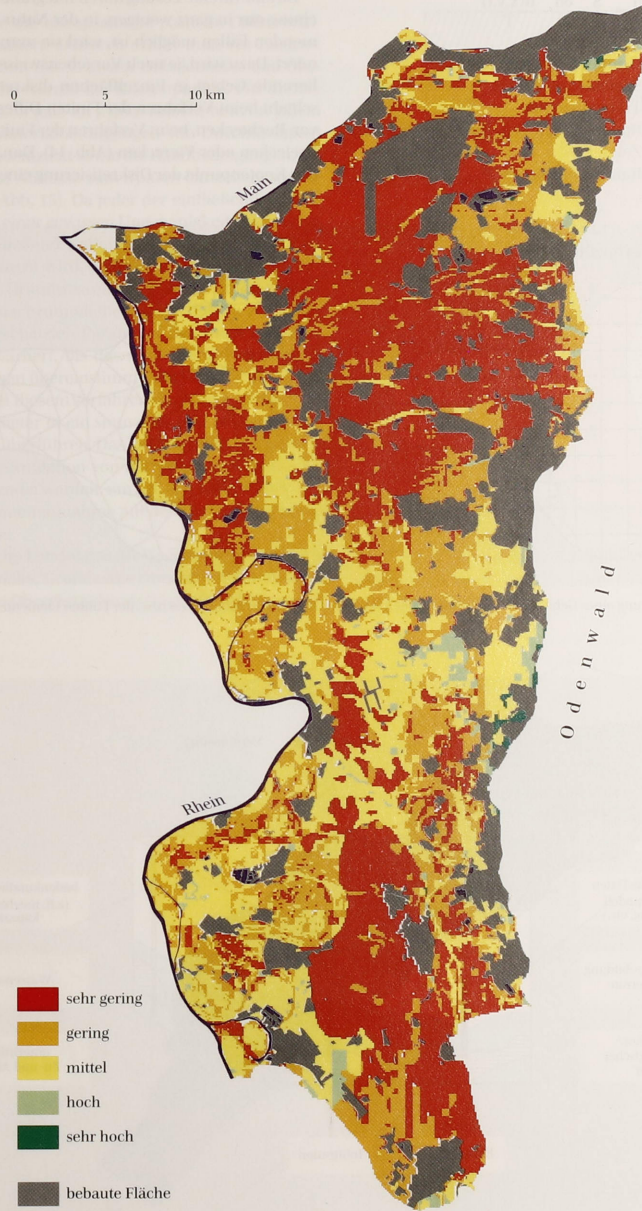 0 5 10 km
Main
Odenwald
Rhein
sehr gering
gering
mittel
hoch
sehr hoch
bebaute Fläche